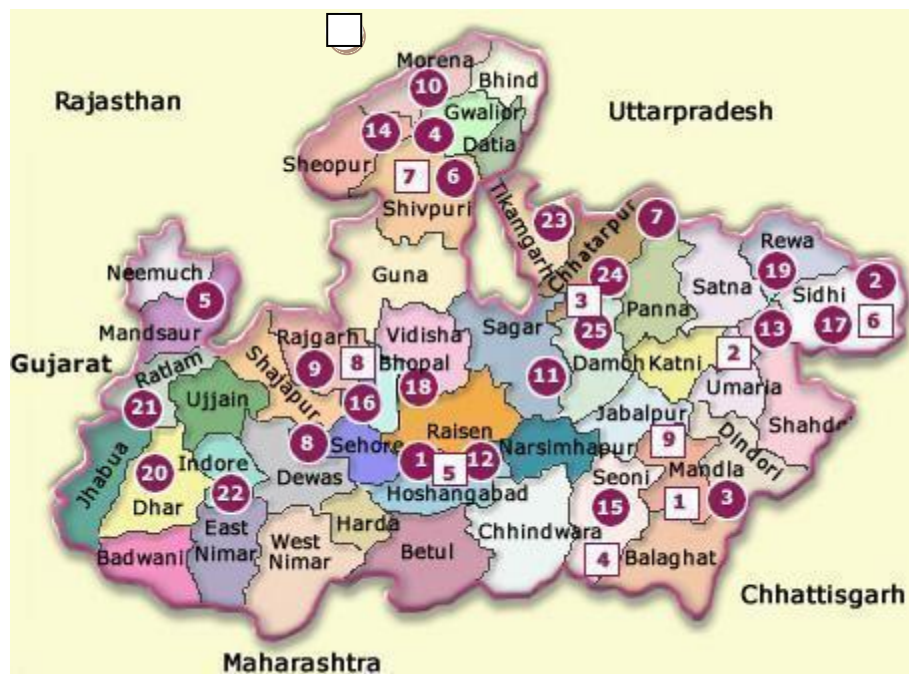 Morena
Bhind
10
Rajasthan
Uttarpradesh
Gwalior
14
4
Datia
Sheopur
7
6
Shivpuri
Tikamgarh
23
Chhatarpur
7
Rewa
Neemuch
Guna
24
Satna
19
2
Sidhi
5
3
Panna
Mandsaur
Rajgarh
Vidisha
Sagar
25
13
17
6
Gujarat
Ratlam
Shajapur
9
8
Bhopal
Damoh
Katni
2
Ujjain
18
11
Umaria
21
16
Jabalpur
Shahdo
Jhabua
8
Sehore
Raisen
Narsimhapur
9
Dindori
20
Indore
Dewas
1
5
12
Seoni
Mandla
Dhar
22
Hoshangabad
15
1
3
East
Nimar
West
Nimar
Harda
Chhindwara
Badwani
Betul
4
Balaghat
Chhattisgarh
Maharashtra